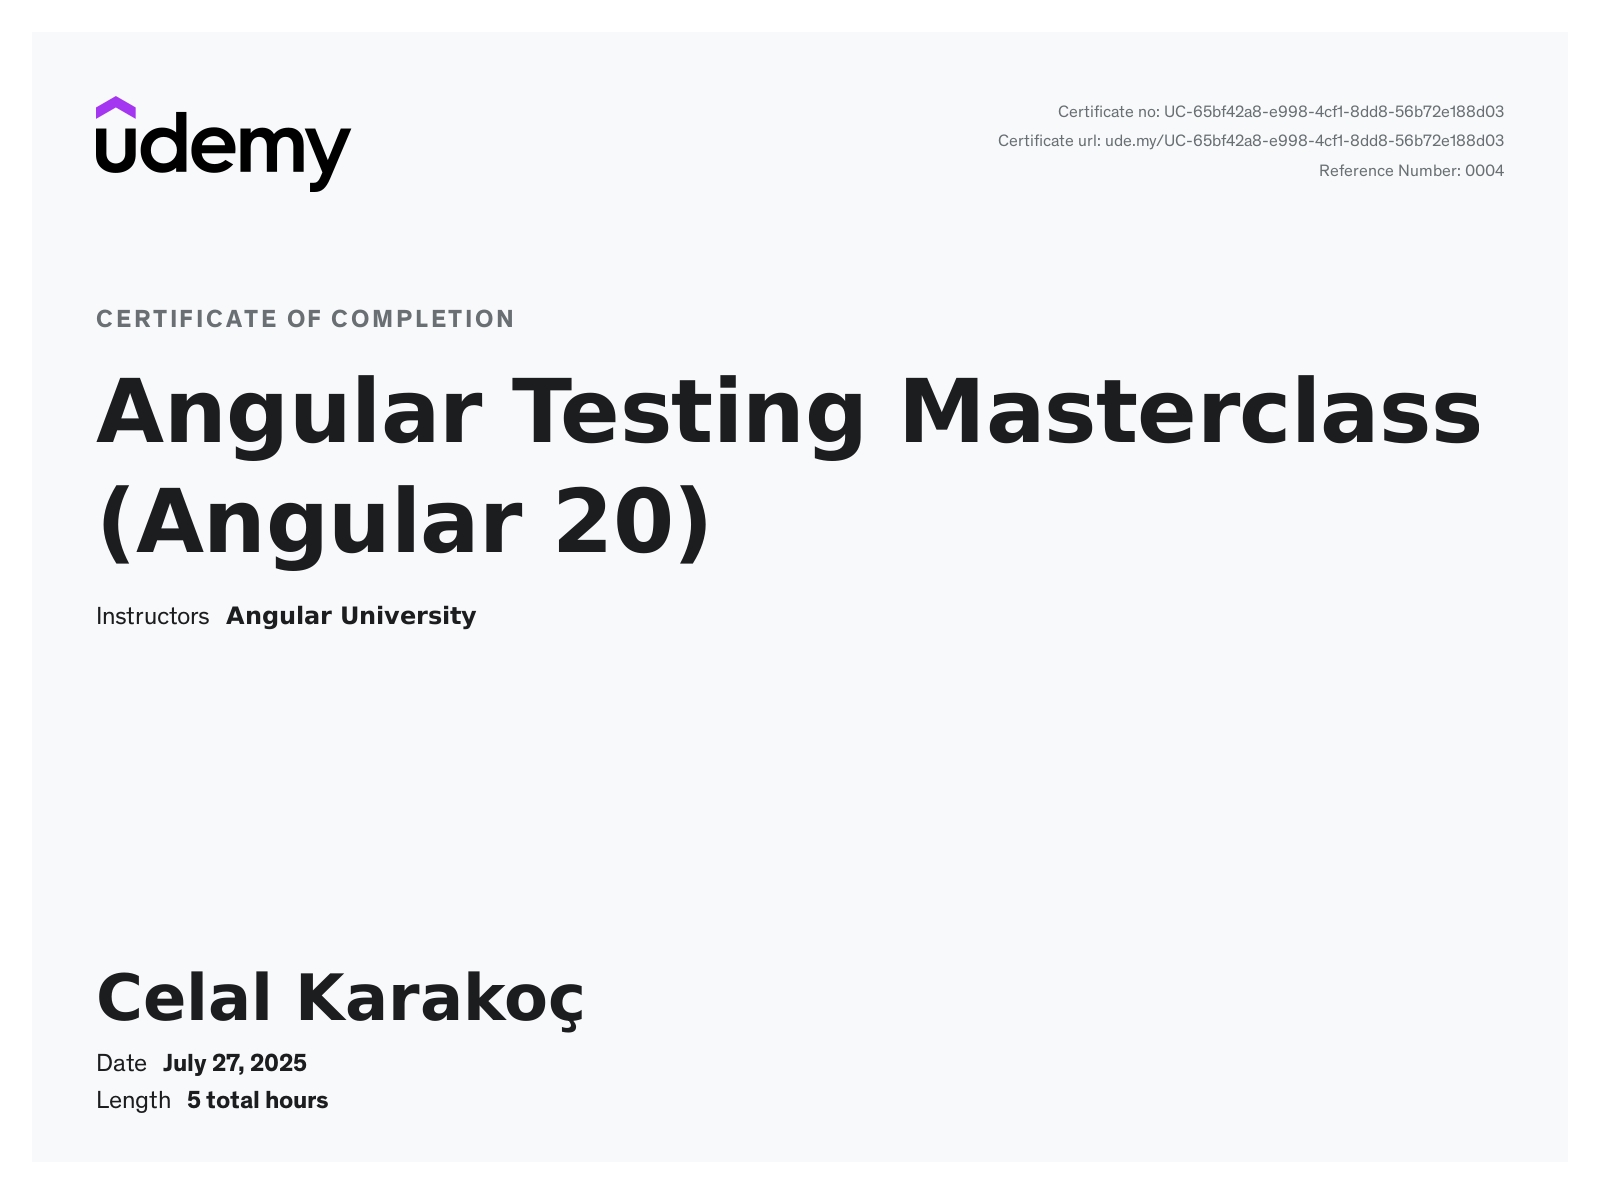 udemy
Certificate no: UC-65bf42a8-e998-4cf1-8dd8-56b72e188d03
Certificate url: ude.my/UC-65bf42a8-e998-4cf1-8dd8-56b72e188d03
Reference Number: 0004
CERTIFICATE OF COMPLETION
Angular Testing Masterclass
(Angular 20)
Instructors Angular University
Celal Karakoç
Date July 27, 2025
Length 5 total hours